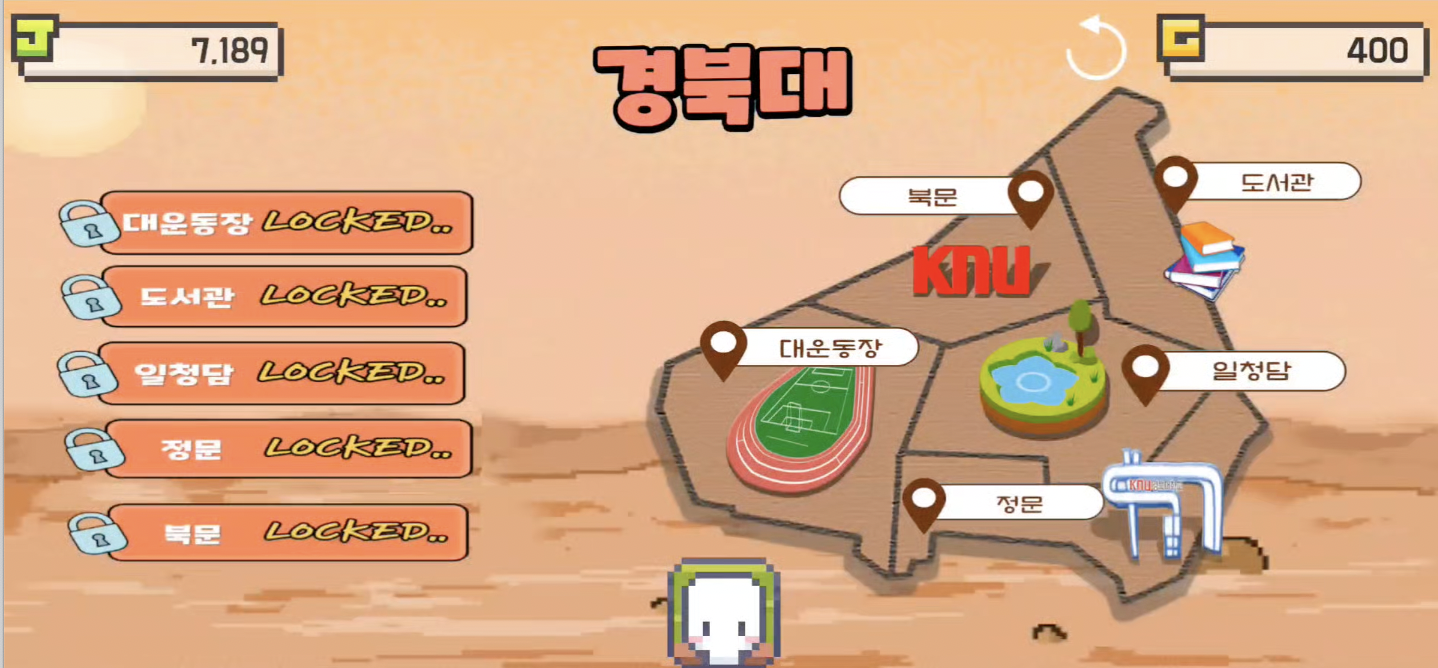 J 7,189
경북대
G 400
대운동장 LOCKED..
도서관 LOCKED..
일청담 LOCKED..
정문 LOCKED..
북문 LOCKED..
북문
도서관
KNU
대운동장
일청담
정문
KNU